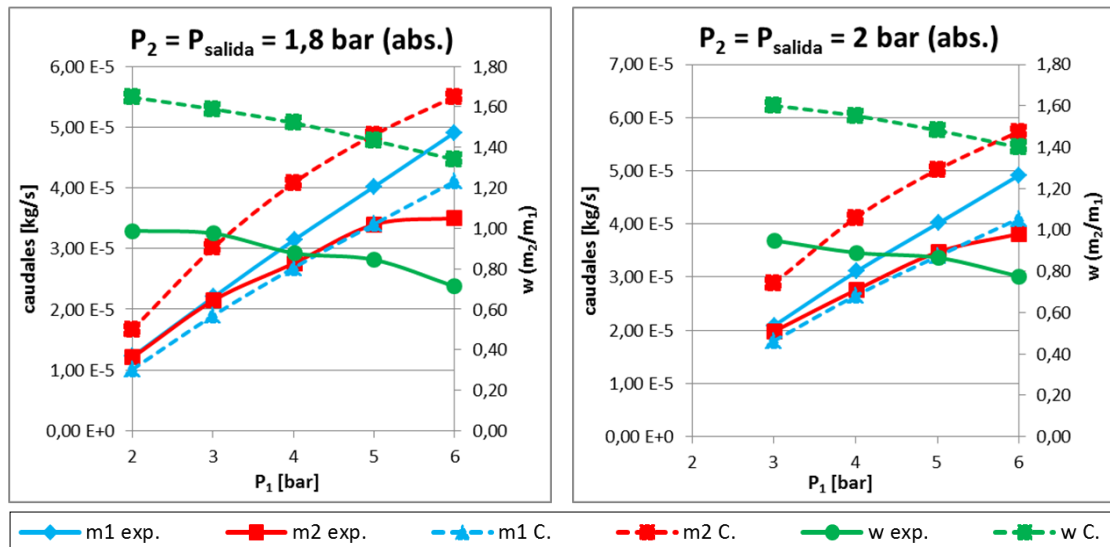 P2 = Psalida = 1,8 bar (abs.)
6,00 E-5
5,00 E-5
4,00 E-5
3,00 E-5
2,00 E-5
1,00 E-5
0,00 E+0
caudales [kg/s]
1,80
1,60
1,40
1,20
1,00
0,80
0,60
0,40
0,20
0,00
w (m2/m1)
2 3 4 5 6
P1 [bar]
P2 = Psalida = 2 bar (abs.)
7,00 E-5
6,00 E-5
5,00 E-5
4,00 E-5
3,00 E-5
2,00 E-5
1,00 E-5
0,00 E+0
caudales [kg/s]
1,80
1,60
1,40
1,20
1,00
0,80
0,60
0,40
0,20
0,00
w (m2/m1)
2 3 4 5 6
P1 [bar]
m1 exp. m2 exp. m1 C. m2 C. w exp. w C.